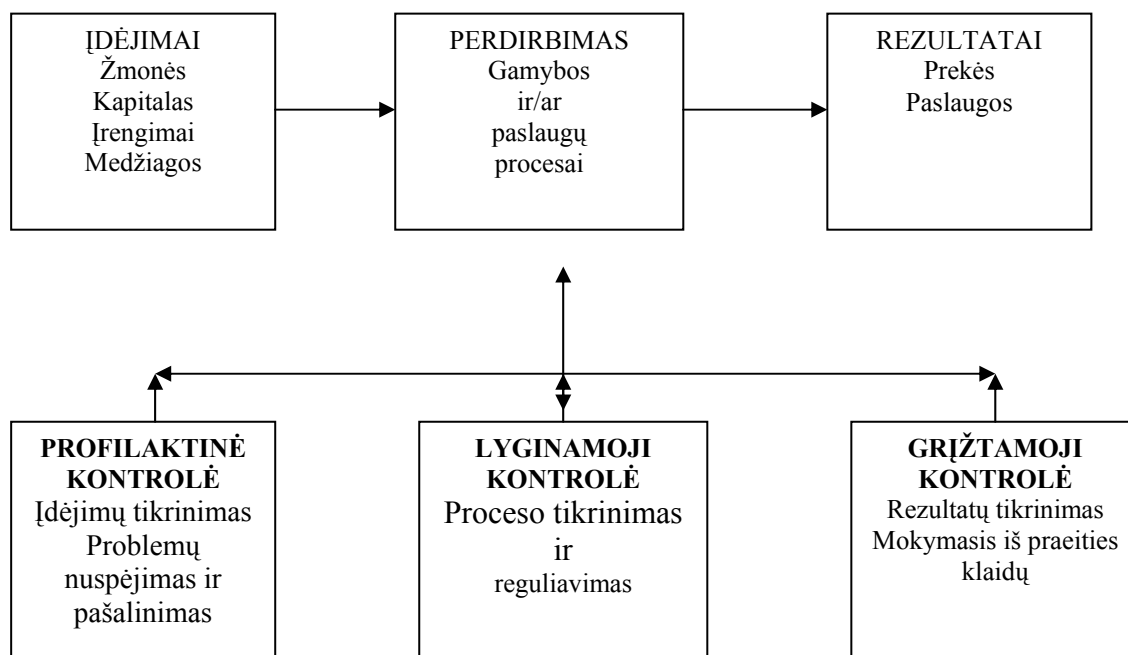 ĮDĖJIMAI
Žmonės
Kapitalas
Įrengimai
Medžiagos
PERDIRBIMAS
Gamybos
ir/ar
paslaugų
procesai
REZULTATAI
Prekės
Paslaugos
PROFILAKTINĖ
KONTROLĖ
Įdėjimų tikrinimas
Problemų
nuspėjimas ir
pašalinimas
LYGINAMOJI
KONTROLĖ
Proceso tikrinimas
ir
reguliavimas
GRĮŽTAMOJI
KONTROLĖ
Rezultatų tikrinimas
Mokymasis iš praeities
klaidų